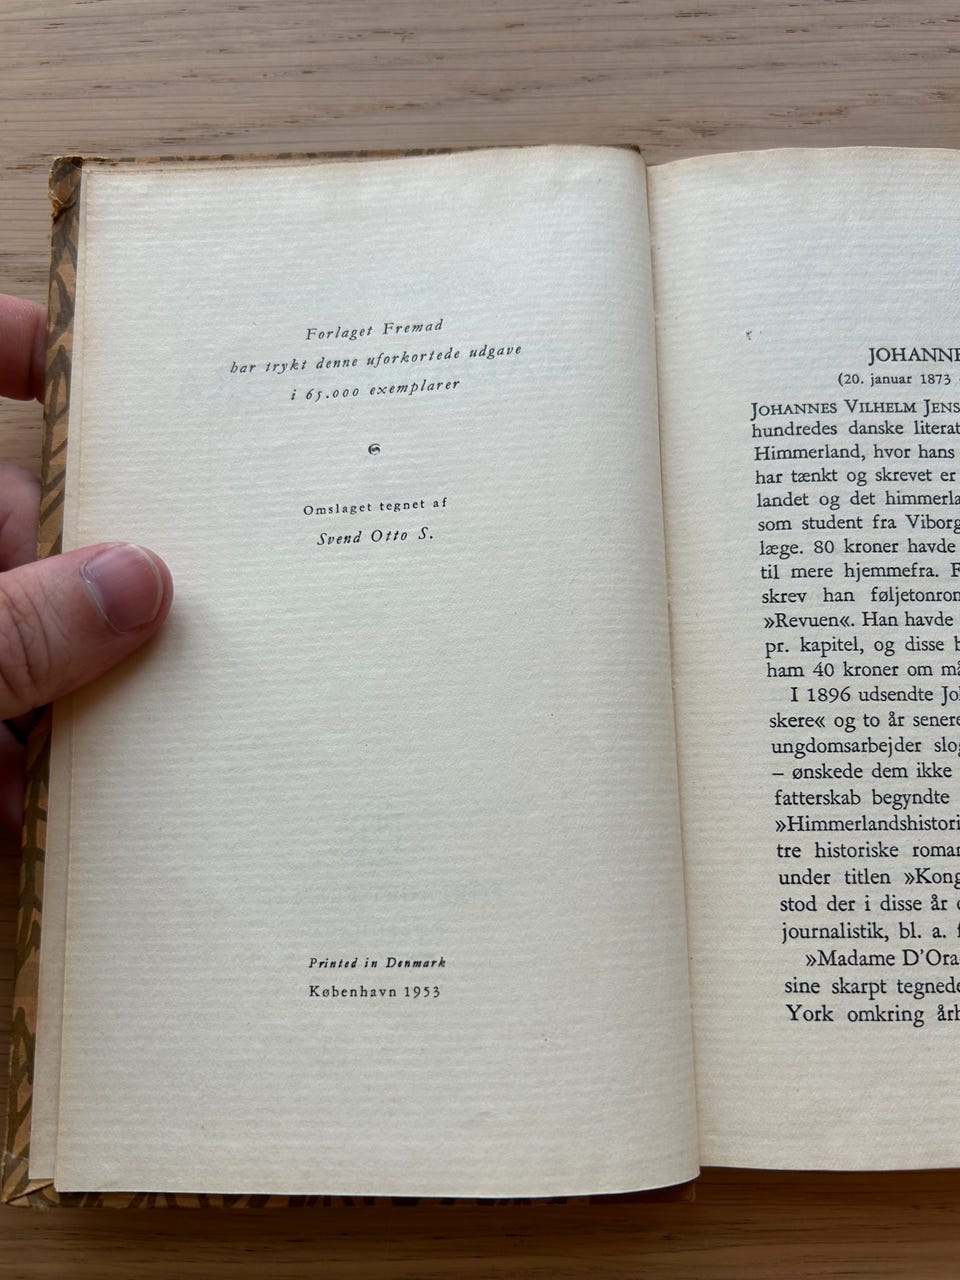 Forlaget Fremad
har trykt denne uforkortede udgave
i 65.000 exemplarer
Omslaget tegnet af
Svend Otto S.
Printed in Denmark
København 1953
JOHANNE
(20. januar 1873
JOHANNES VILHELM JENS
hundredes danske literat
Himmerland, hvor hans
har tænkt og skrevet er
landet og det himmerla
som student fra Viborg
læge. 80 kroner havde
til mere hjemmefra. F
skrev han føljetonron
»Revuen«. Han havde
pr. kapitel, og disse b
ham 40 kroner om må
I 1896 udsendte Jo
skere« og to år senere
ungdomsarbejder slog
– ønskede dem ikke
fatterskab begyndte
»Himmerlandshistori
tre historiske roman
under titlen »Kong
stod der i disse år
journalistik, bl. a. f
»Madame D'Ora
sine skarpt tegnede
York omkring årh